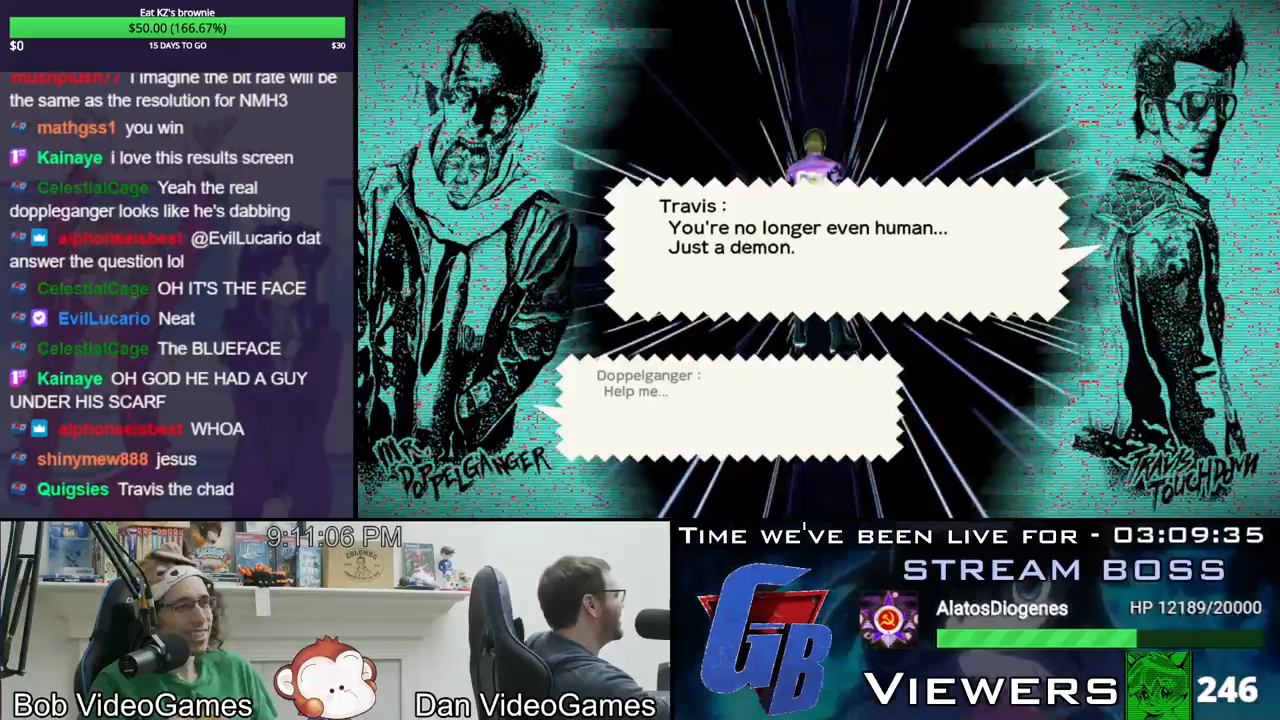 Eat KZ's brownie
$50.00 (166.67%)
$0 15 DAYS TO GO $30
mushplush77 I imagine the bit rate will be
the same as the resolution for NMH3
mathgss1 you win
Kainaye i love this results screen
CelestialCage Yeah the real
doppleganger looks like he's dabbing
alphonseisbest @EvilLucario dat
answer the question lol
CelestialCage OH IT'S THE FACE
EvilLucario Neat
CelestialCage The BLUEFACE
Kainaye OH GOD HE HAD A GUY
UNDER HIS SCARF
alphonseisbest WHOA
shinymew888 jesus
Quigsies Travis the chad
Travis :
You're no longer even human...
Just a demon.
Doppelganger :
Help me...
MR.
DOPPELGANGER
TRAVIS
TOUCHDOWN
9:11:06 PM
COLUMBO
Bob VideoGames
Dan VideoGames
TIME WE'VE BEEN LIVE FOR - 03:09:35
STREAM BOSS
AlatosDiogenes HP 12189/20000
GGB
VIEWERS 246